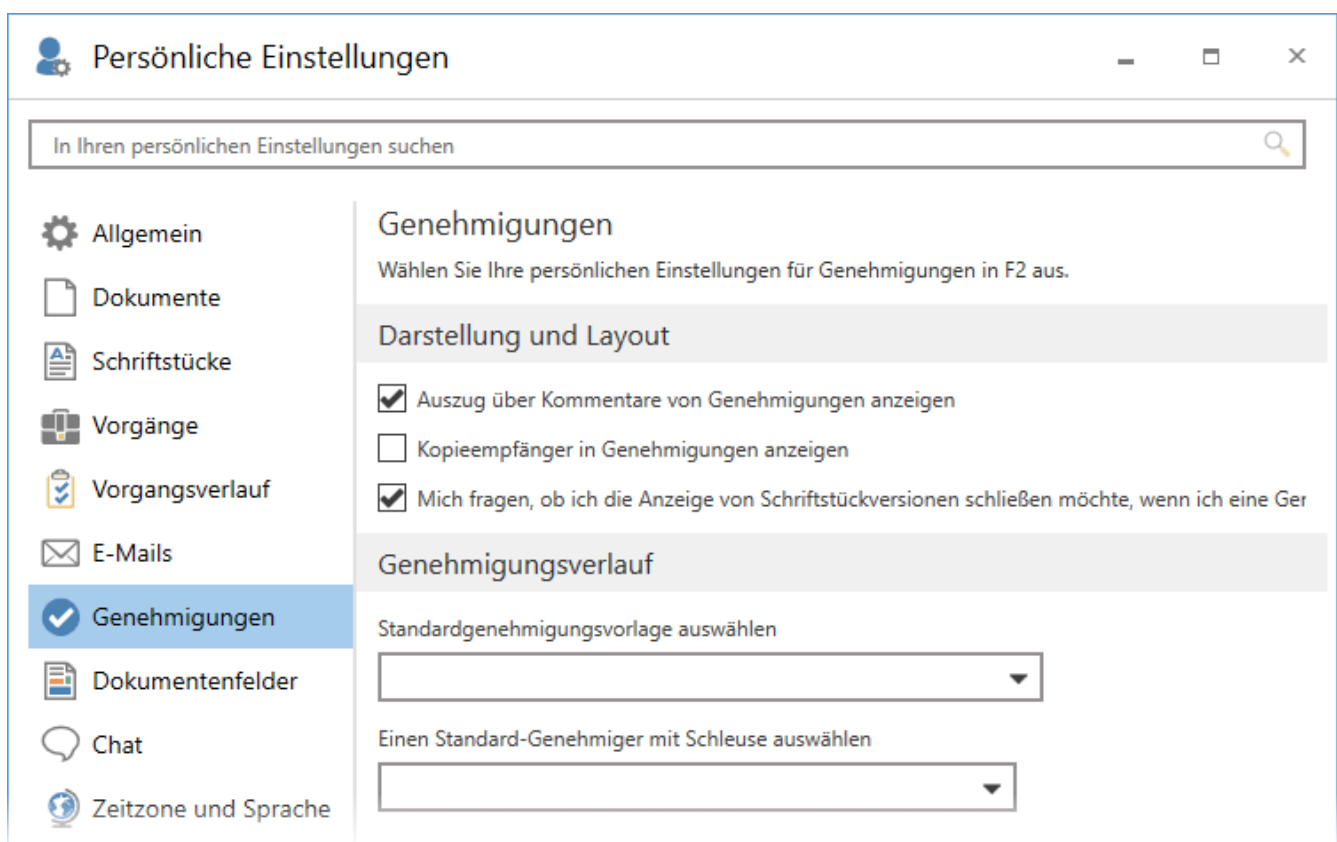 Persönliche Einstellungen
In Ihren persönlichen Einstellungen suchen
Allgemein
Dokumente
Schriftstücke
Vorgänge
Vorgangsverlauf
E-Mails
Genehmigungen
Dokumentenfelder
Chat
Zeitzone und Sprache
Genehmigungen
Wählen Sie Ihre persönlichen Einstellungen für Genehmigungen in F2 aus.
Darstellung und Layout
Auszug über Kommentare von Genehmigungen anzeigen
Kopieempfänger in Genehmigungen anzeigen
Mich fragen, ob ich die Anzeige von Schriftstückversionen schließen möchte, wenn ich eine Ger
Genehmigungsverlauf
Standardgenehmigungsvorlage auswählen
Einen Standard-Genehmiger mit Schleuse auswählen